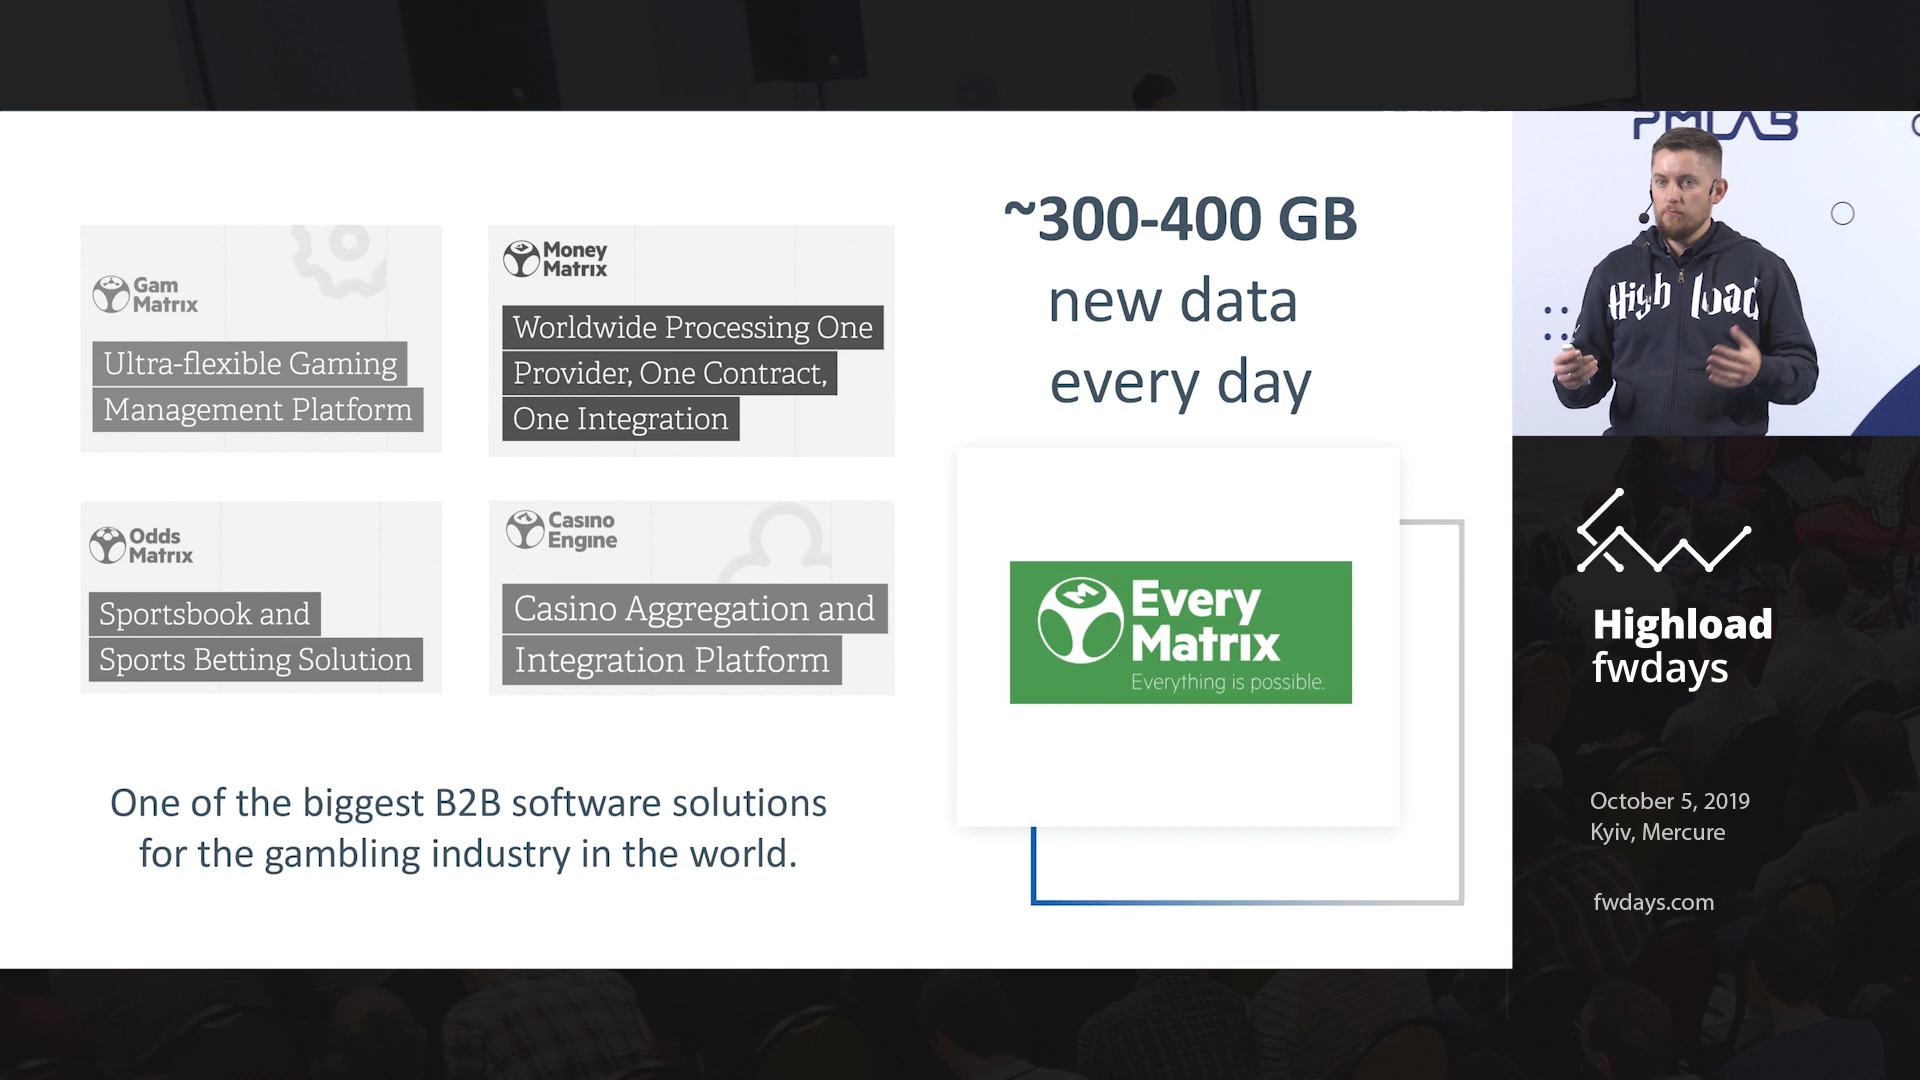 Gam
Matrix
Ultra-flexible Gaming
Management Platform
Money
Matrix
Worldwide Processing One
Provider, One Contract,
One Integration
Odds
Matrix
Sportsbook and
Sports Betting Solution
Casino
Engine
Casino Aggregation and
Integration Platform
One of the biggest B2B software solutions
for the gambling industry in the world.
~300-400 GB
new data
every day
Every
Matrix
Everything is possible.
PMLAB
High load
Highload
fwdays
October 5, 2019
Kyiv, Mercure
fwdays.com